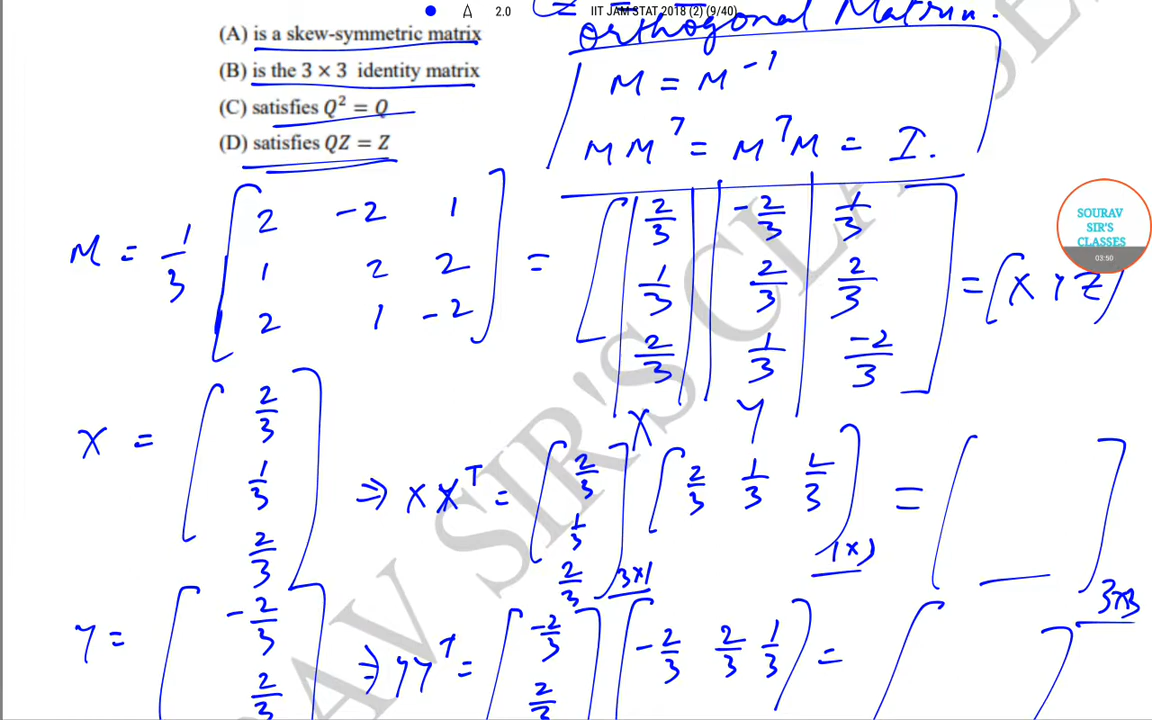 2.0 IIT JAM STAT 2018 (2) (9/40)
Orthogonal Matrix.
(A) is a skew-symmetric matrix
(B) is the 3 × 3 identity matrix
(C) satisfies Q² = Q
(D) satisfies QZ = Z
M = M⁻¹
MMᵀ = MᵀM = I.
SOURAV
SIR'S
CLASSES
03:50
M = 1/3 [2 -2 1 = [2/3 -2/3 1/3 = (X Y Z)
1 2 2 1/3 2/3 2/3
2 1 -2] 2/3 1/3 -2/3]
X Y
X = [2/3 1/3 2/3] ⇒ XXᵀ = [2/3 1/3 2/3] 3×1 [2/3 1/3 2/3] 1×3 = [ ] 3×3
Y = [-2/3 2/3 ⇒ YYᵀ = [-2/3 2/3 [-2/3 2/3 1/3] = [ ]